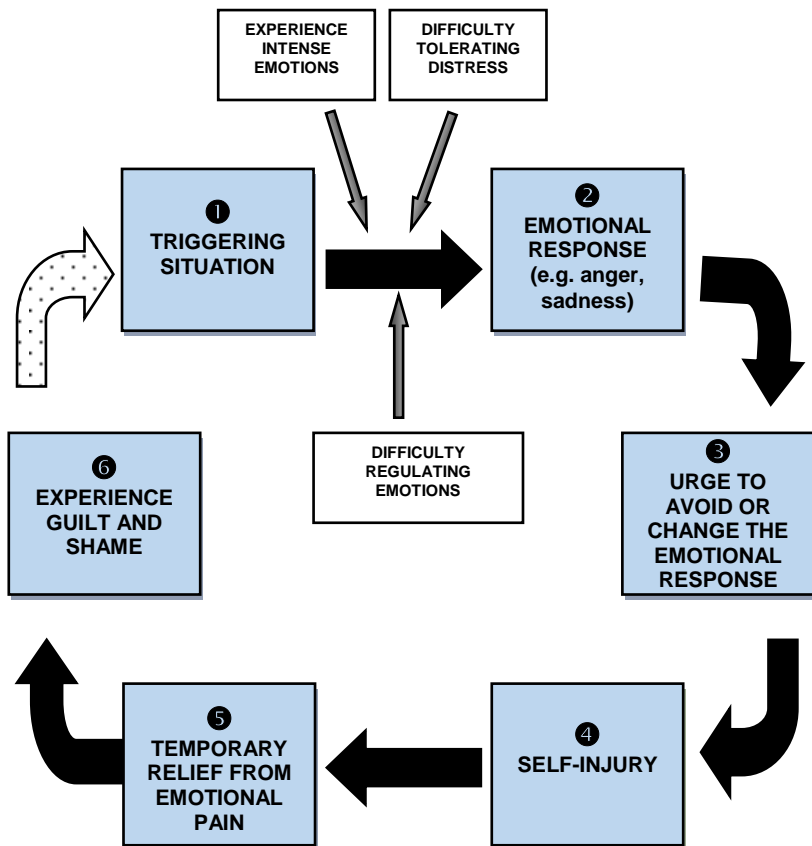 EXPERIENCE
INTENSE
EMOTIONS
DIFFICULTY
TOLERATING
DISTRESS
❶
TRIGGERING
SITUATION
❷
EMOTIONAL
RESPONSE
(e.g. anger,
sadness)
DIFFICULTY
REGULATING
EMOTIONS
❸
URGE TO
AVOID OR
CHANGE THE
EMOTIONAL
RESPONSE
❹
SELF-INJURY
❺
TEMPORARY
RELIEF FROM
EMOTIONAL
PAIN
❻
EXPERIENCE
GUILT AND
SHAME